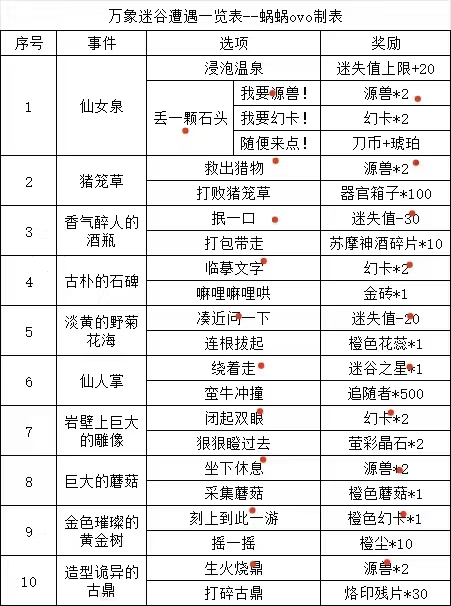 万象迷谷遭遇一览表--蜗蜗ovo制表
序号 事件 选项 奖励
1 仙女泉 浸泡温泉 迷失值上限+20
丢一颗石头 我要源兽! 源兽*2
我要幻卡! 幻卡*2
随便来点! 刀币+琥珀
2 猪笼草 救出猎物 源兽*2
打败猪笼草 器官箱子*100
3 香气醉人的
酒瓶 抿一口 迷失值-30
打包带走 苏摩神酒碎片*10
4 古朴的石碑 临摹文字 幻卡*2
嘛哩嘛哩哄 金砖*1
5 淡黄的野菊
花海 凑近闻一下 迷失值-20
连根拔起 橙色花蕊*1
6 仙人掌 绕着走 迷谷之星*1
蛮牛冲撞 追随者*500
7 岩壁上巨大
的雕像 闭起双眼 幻卡*2
狠狠瞪过去 萤彩晶石*2
8 巨大的蘑菇 坐下休息 源兽*2
采集蘑菇 橙色蘑菇*1
9 金色璀璨的
黄金树 刻上到此一游 橙色幻卡*1
摇一摇 橙尘*10
10 造型诡异的
古鼎 生火烧鼎 源兽*2
打碎古鼎 烙印残片*30